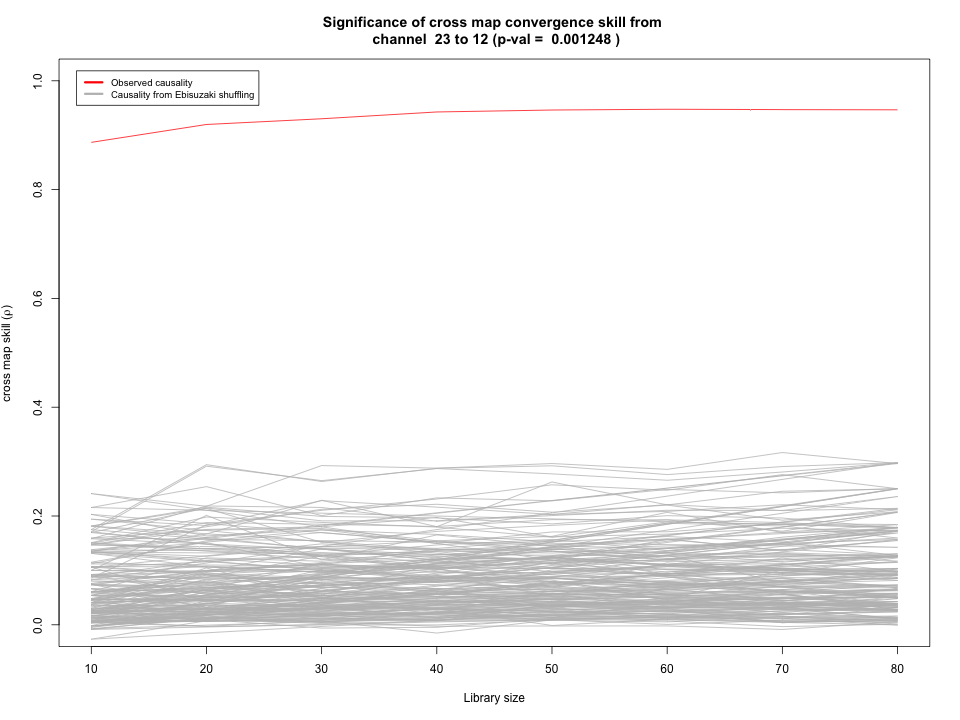 Significance of cross map convergence skill from
channel  23 to 12 (p-val =  0.001248 )
Observed causality
Causality from Ebisuzaki shuffling
cross map skill (ρ)
1.0
0.8
0.6
0.4
0.2
0.0
10 20 30 40 50 60 70 80
Library size